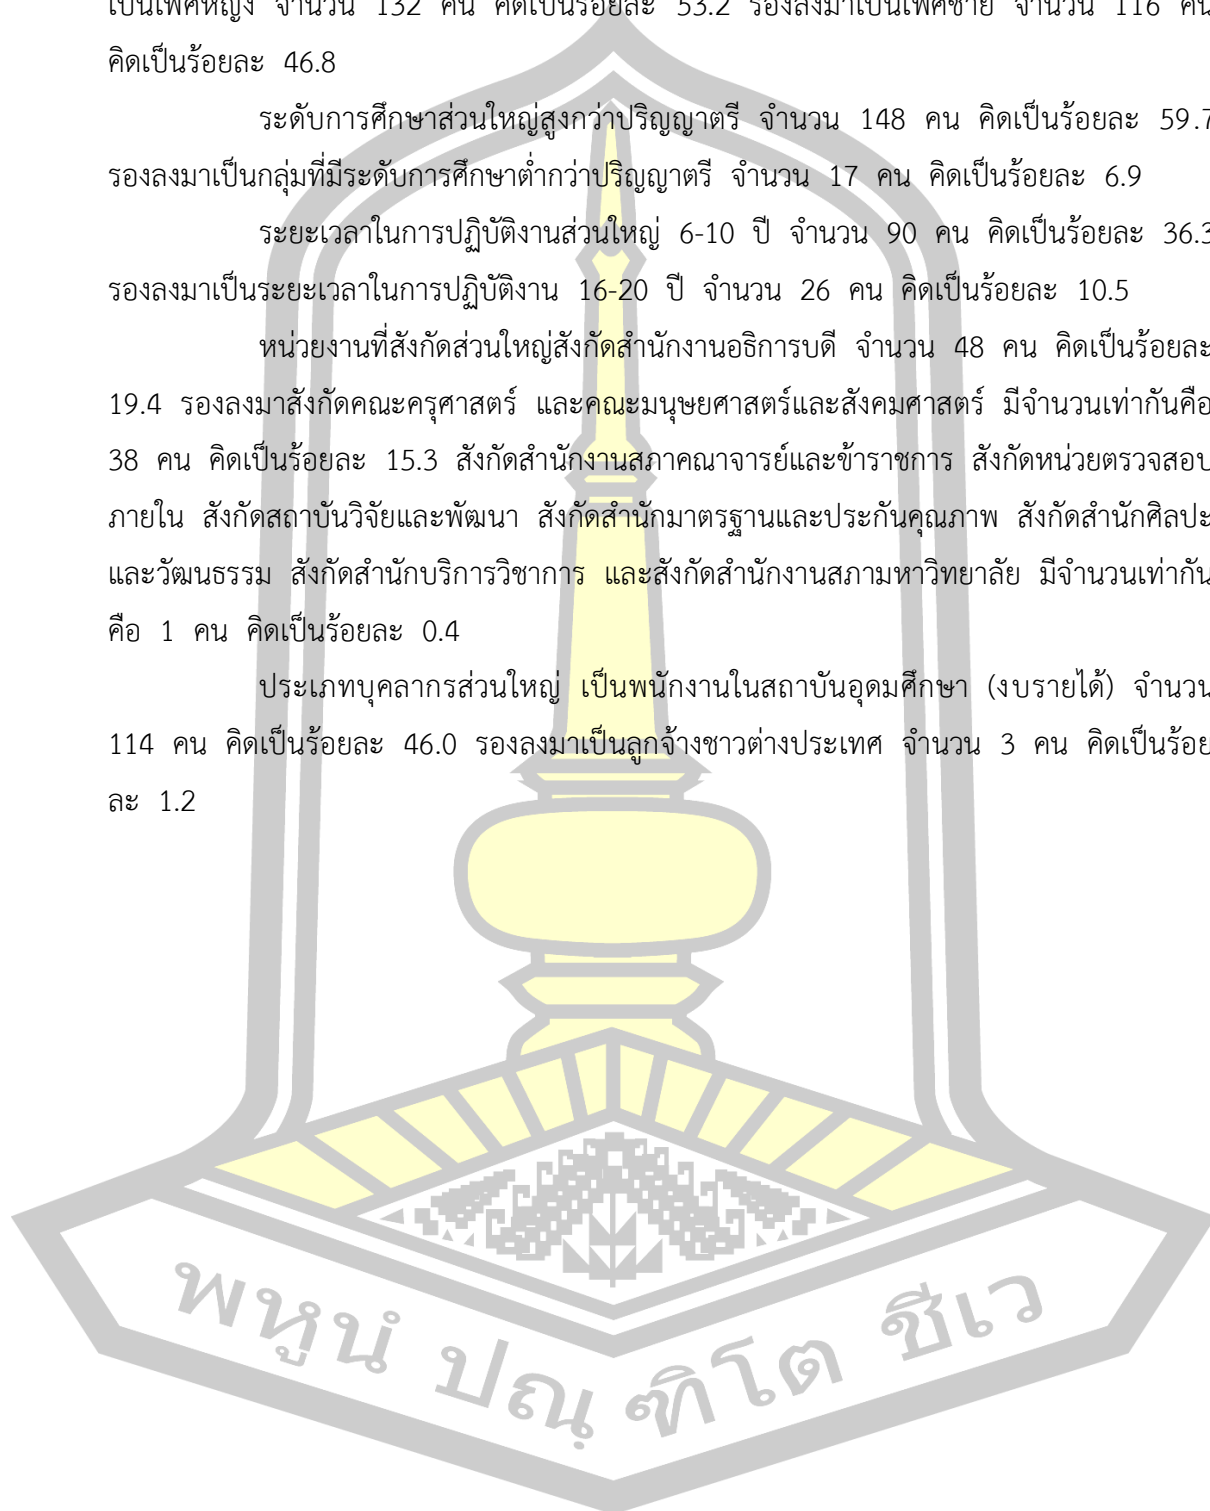 เป็นเพศหญิง จำนวน 132 คน คิดเป็นร้อยละ 53.2 รองลงมาเป็นเพศชาย จำนวน 116 คน
คิดเป็นร้อยละ 46.8
ระดับการศึกษาส่วนใหญ่สูงกว่าปริญญาตรี จำนวน 148 คน คิดเป็นร้อยละ 59.7
รองลงมาเป็นกลุ่มที่มีระดับการศึกษาต่ำกว่าปริญญาตรี จำนวน 17 คน คิดเป็นร้อยละ 6.9
ระยะเวลาในการปฏิบัติงานส่วนใหญ่ 6-10 ปี จำนวน 90 คน คิดเป็นร้อยละ 36.3
รองลงมาเป็นระยะเวลาในการปฏิบัติงาน 16-20 ปี จำนวน 26 คน คิดเป็นร้อยละ 10.5
หน่วยงานที่สังกัดส่วนใหญ่สังกัดสำนักงานอธิการบดี จำนวน 48 คน คิดเป็นร้อยละ
19.4 รองลงมาสังกัดคณะครุศาสตร์ และคณะมนุษยศาสตร์และสังคมศาสตร์ มีจำนวนเท่ากันคือ
38 คน คิดเป็นร้อยละ 15.3 สังกัดสำนักงานสภาคณาจารย์และข้าราชการ สังกัดหน่วยตรวจสอบ
ภายใน สังกัดสถาบันวิจัยและพัฒนา สังกัดสำนักมาตรฐานและประกันคุณภาพ สังกัดสำนักศิลปะ
และวัฒนธรรม สังกัดสำนักบริการวิชาการ และสังกัดสำนักงานสภามหาวิทยาลัย มีจำนวนเท่ากัน
คือ 1 คน คิดเป็นร้อยละ 0.4
ประเภทบุคลากรส่วนใหญ่ เป็นพนักงานในสถาบันอุดมศึกษา (งบรายได้) จำนวน
114 คน คิดเป็นร้อยละ 46.0 รองลงมาเป็นลูกจ้างชาวต่างประเทศ จำนวน 3 คน คิดเป็นร้อย
ละ 1.2
พหูนํ ปณฺฑิโต ชีเว